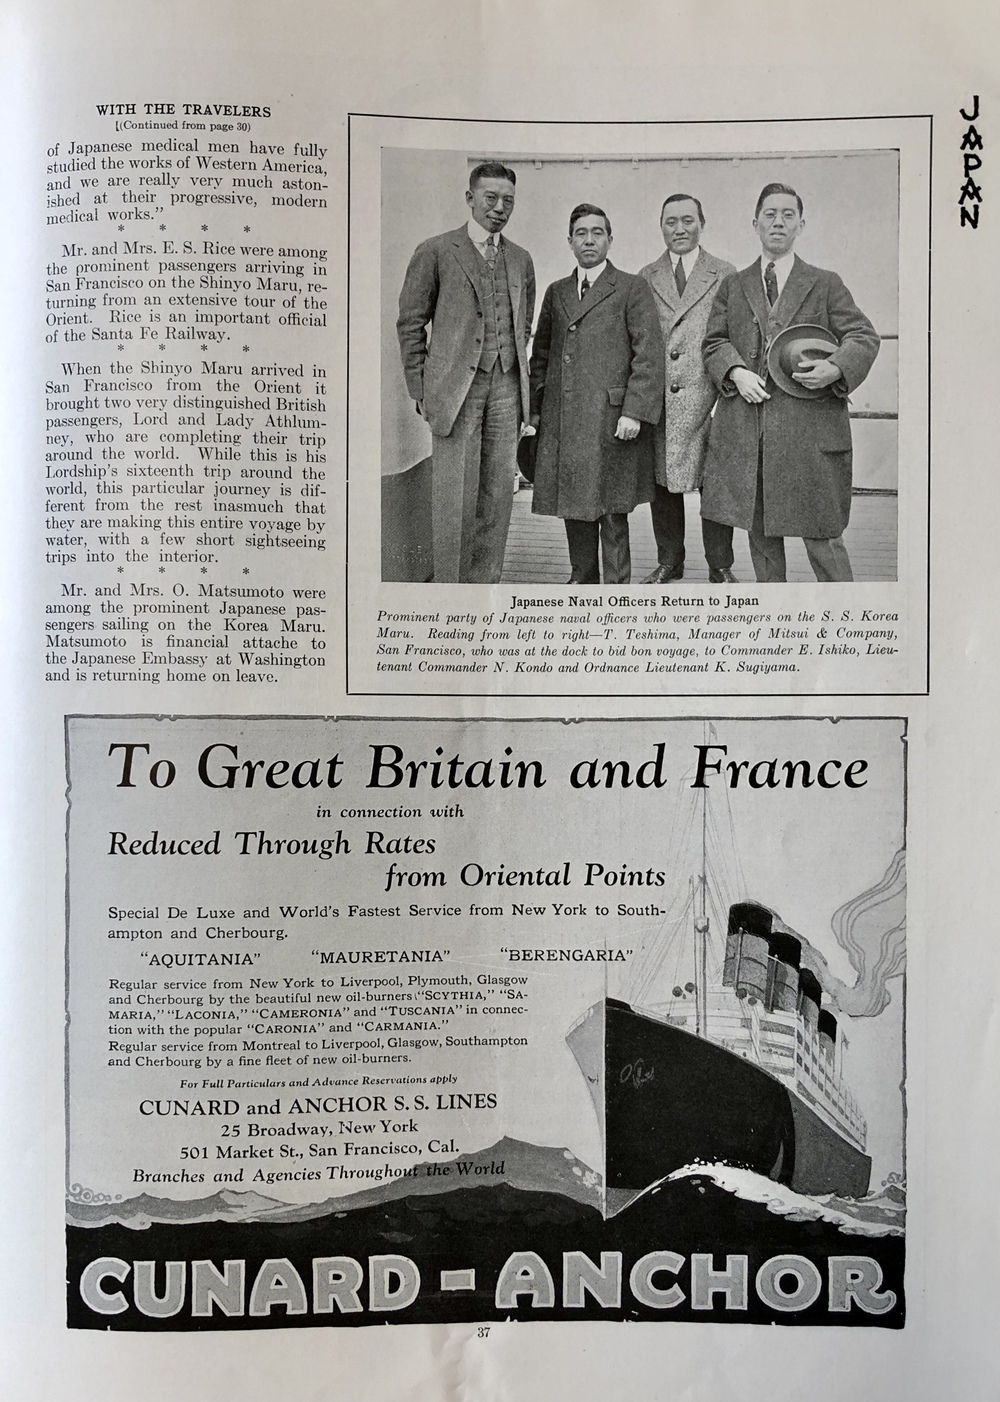 JAPAN
WITH THE TRAVELERS
[(Continued from page 30)
of Japanese medical men have fully
studied the works of Western America,
and we are really very much aston-
ished at their progressive, modern
medical works."
* * * *
Mr. and Mrs. E. S. Rice were among
the prominent passengers arriving in
San Francisco on the Shinyo Maru, re-
turning from an extensive tour of the
Orient. Rice is an important official
of the Santa Fe Railway.
* * * *
When the Shinyo Maru arrived in
San Francisco from the Orient it
brought two very distinguished British
passengers, Lord and Lady Athlum-
ney, who are completing their trip
around the world. While this is his
Lordship's sixteenth trip around the
world, this particular journey is dif-
ferent from the rest inasmuch that
they are making this entire voyage by
water, with a few short sightseeing
trips into the interior.
* * * *
Mr. and Mrs. O. Matsumoto were
among the prominent Japanese pas-
sengers sailing on the Korea Maru.
Matsumoto is financial attache to
the Japanese Embassy at Washington
and is returning home on leave.
Japanese Naval Officers Return to Japan
Prominent party of Japanese naval officers who were passengers on the S. S. Korea
Maru. Reading from left to right—T. Teshima, Manager of Mitsui & Company,
San Francisco, who was at the dock to bid bon voyage, to Commander E. Ishiko, Lieu-
tenant Commander N. Kondo and Ordnance Lieutenant K. Sugiyama.
To Great Britain and France
in connection with
Reduced Through Rates
from Oriental Points
Special De Luxe and World's Fastest Service from New York to South-
ampton and Cherbourg.
"AQUITANIA" "MAURETANIA" "BERENGARIA"
Regular service from New York to Liverpool, Plymouth, Glasgow
and Cherbourg by the beautiful new oil-burners "SCYTHIA," "SA-
MARIA," "LACONIA," "CAMERONIA" and "TUSCANIA" in connec-
tion with the popular "CARONIA" and "CARMANIA."
Regular service from Montreal to Liverpool, Glasgow, Southampton
and Cherbourg by a fine fleet of new oil-burners.
For Full Particulars and Advance Reservations apply
CUNARD and ANCHOR S. S. LINES
25 Broadway, New York
501 Market St., San Francisco, Cal.
Branches and Agencies Throughout the World
CUNARD - ANCHOR
37